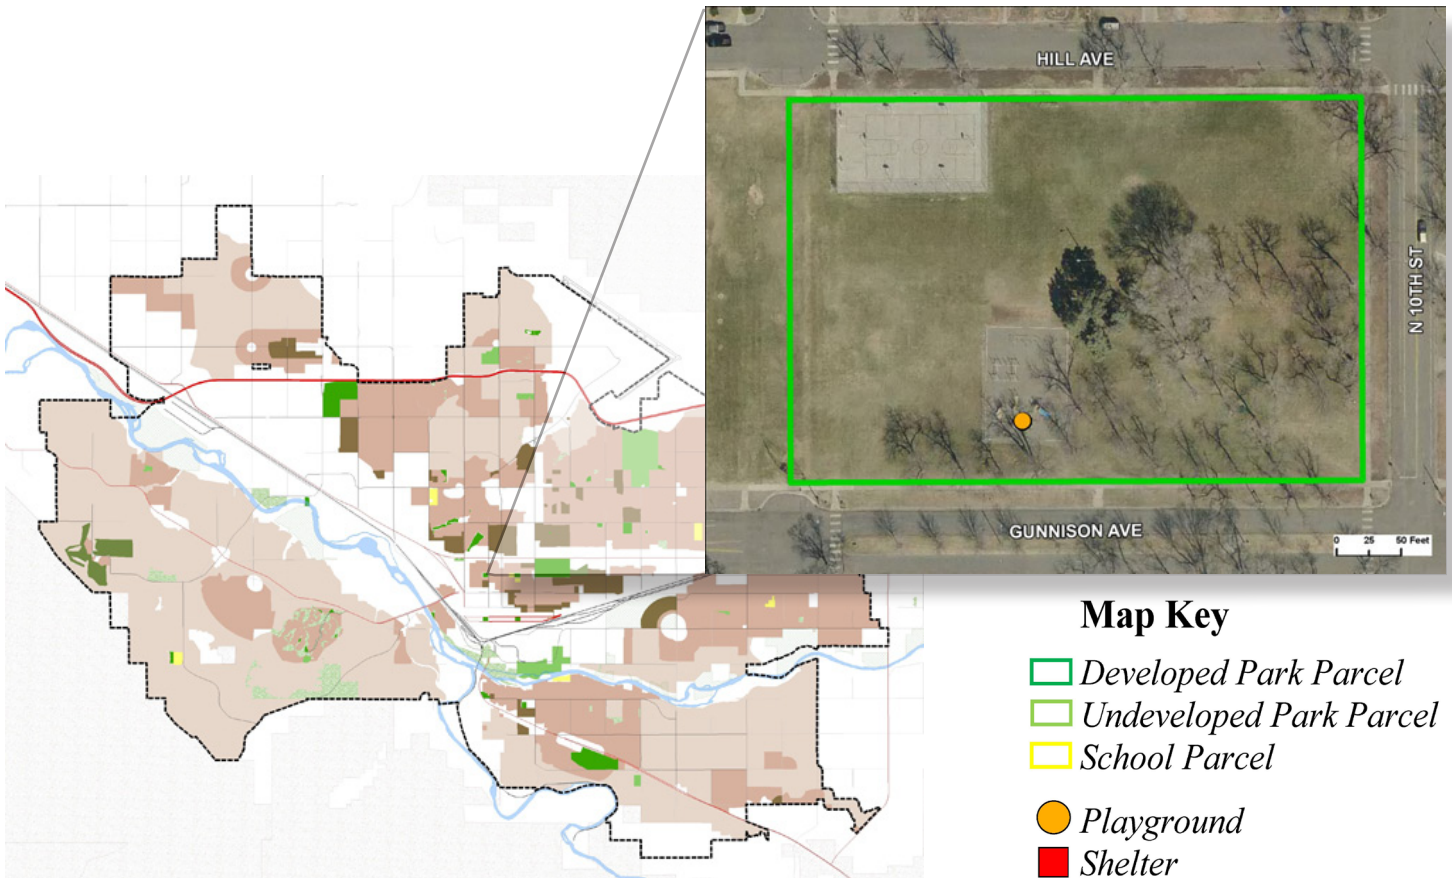 HILL AVE
N 10TH ST
GUNNISON AVE
0 25 50 Feet
Map Key
Developed Park Parcel
Undeveloped Park Parcel
School Parcel
Playground
Shelter